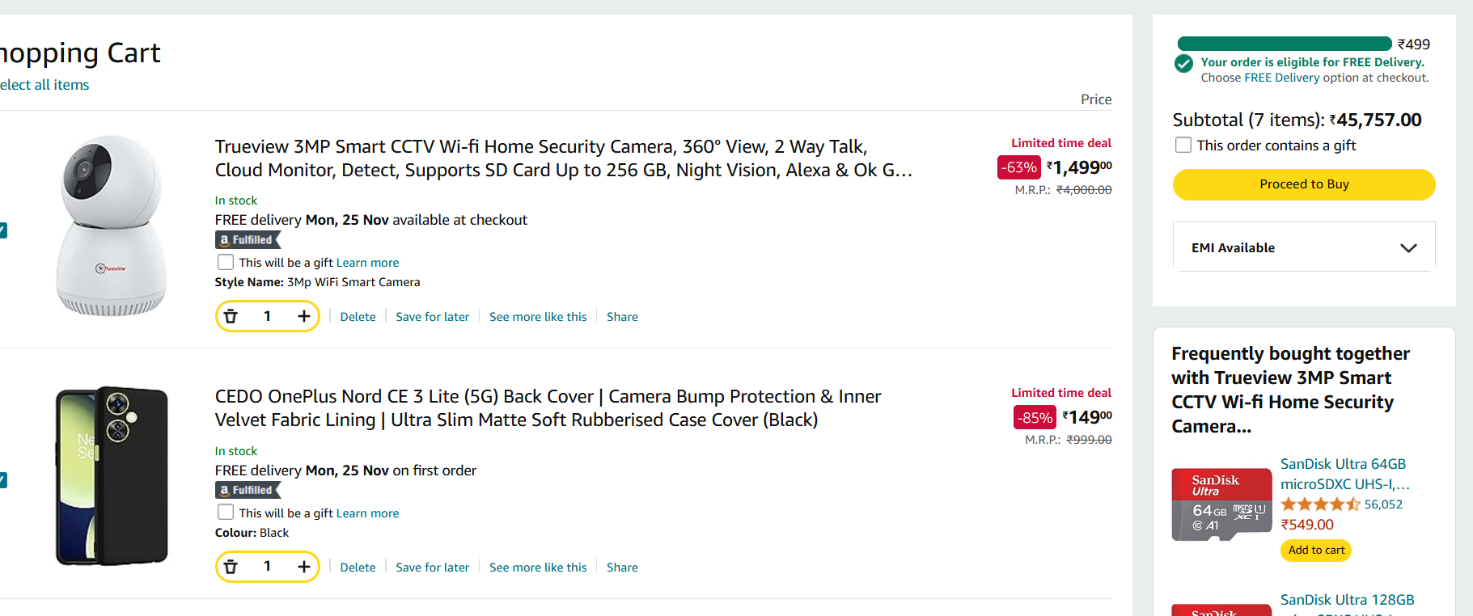 hopping Cart
elect all items
Price
Trueview 3MP Smart CCTV Wi-fi Home Security Camera, 360° View, 2 Way Talk,
Cloud Monitor, Detect, Supports SD Card Up to 256 GB, Night Vision, Alexa & Ok G...
In stock
FREE delivery Mon, 25 Nov available at checkout
a Fulfilled
This will be a gift Learn more
Style Name: 3Mp WiFi Smart Camera
1
Delete
Save for later
See more like this
Share
Limited time deal
-63% ₹1,49900
M.R.P.: ₹4,000.00
Trueview
CEDO OnePlus Nord CE 3 Lite (5G) Back Cover | Camera Bump Protection & Inner
Velvet Fabric Lining | Ultra Slim Matte Soft Rubberised Case Cover (Black)
In stock
FREE delivery Mon, 25 Nov on first order
a Fulfilled
This will be a gift Learn more
Colour: Black
1
Delete
Save for later
See more like this
Share
Limited time deal
-85% ₹14900
M.R.P.: ₹999.00
₹499
Your order is eligible for FREE Delivery.
Choose FREE Delivery option at checkout.
Subtotal (7 items): ₹45,757.00
This order contains a gift
Proceed to Buy
EMI Available
Frequently bought together
with Trueview 3MP Smart
CCTV Wi-fi Home Security
Camera...
SanDisk
Ultra
64GB
A1
SanDisk Ultra 64GB
microSDXC UHS-I,...
56,052
₹549.00
Add to cart
SanDisk
SanDisk Ultra 128GB